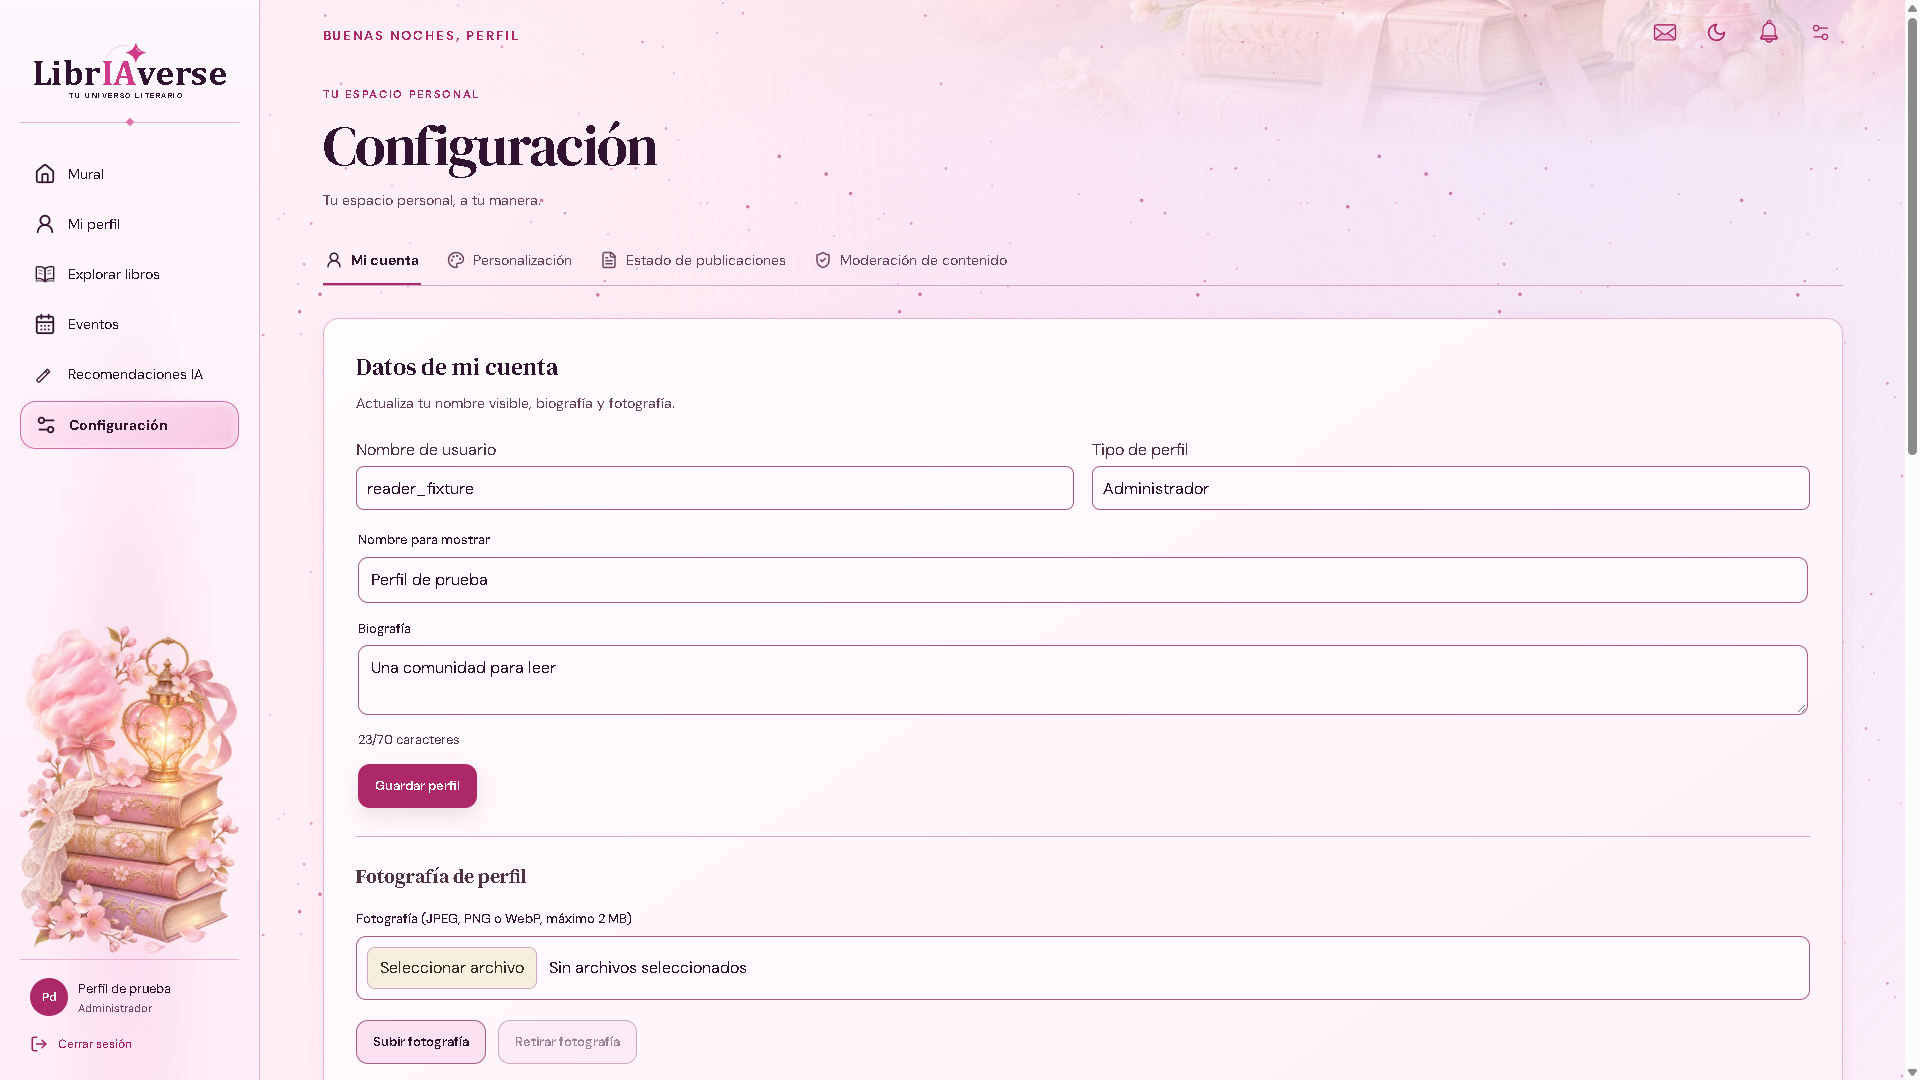 LibrIAverse
TU UNIVERSO LITERARIO
Mural
Mi perfil
Explorar libros
Eventos
Recomendaciones IA
Configuración
Pd
Perfil de prueba
Administrador
Cerrar sesión
BUENAS NOCHES, PERFIL
TU ESPACIO PERSONAL
Configuración
Tu espacio personal, a tu manera.
Mi cuenta Personalización Estado de publicaciones Moderación de contenido
Datos de mi cuenta
Actualiza tu nombre visible, biografía y fotografía.
Nombre de usuario Tipo de perfil
reader_fixture Administrador
Nombre para mostrar
Perfil de prueba
Biografía
Una comunidad para leer
23/70 caracteres
Guardar perfil
Fotografía de perfil
Fotografía (JPEG, PNG o WebP, máximo 2 MB)
Seleccionar archivo Sin archivos seleccionados
Subir fotografía Retirar fotografía